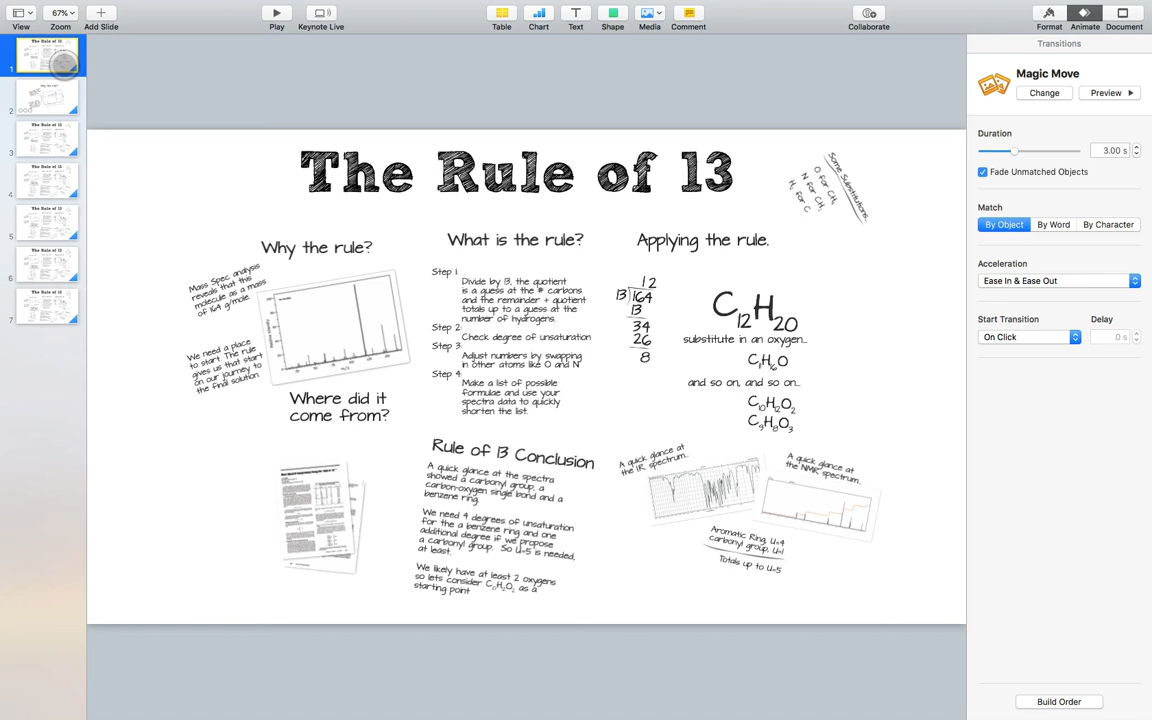 View
67%
Zoom
Add Slide
Play
Keynote Live
Table
Chart
Text
Shape
Media
Comment
Collaborate
Format
Animate
Document
1
2
3
4
5
6
7
The Rule of 13
Some Substitutions...
O for CH₄
N for CH₂
H₁₂ for C
Why the rule?
Mass Spec analysis
reveals that this
molecule as a mass
of 164 g/mole.
We need a place
to start. The rule
gives us that start
on our journey to
the final solution.
Where did it
come from?
What is the rule?
Step 1:
Divide by 13, the quotient
is a guess at the # carbons
and the remainder + quotient
totals up to a guess at the
number of hydrogens.
Step 2:
Check degree of unsaturation
Step 3:
Adjust numbers by swapping
in other atoms like O and N
Step 4:
Make a list of possible
formulae and use your
spectra data to quickly
shorten the list.
Rule of 13 Conclusion
A quick glance at the spectra
showed a carbonyl group, a
carbon-oxygen single bond and a
benzene ring.
We need 4 degrees of unsaturation
for the a benzene ring and one
additional degree if we propose
a carbonyl group. So U=5 is needed,
at least.
We likely have at least 2 oxygens
so lets consider C₁₀H₁₂O₂ as a
starting point
Applying the rule.
12
13 164
13
34
26
8
C₁₂H₂₀
substitute in an oxygen...
C₁₁H₁₆O
and so on, and so on...
C₁₀H₁₂O₂
C₉H₈O₃
A quick glance at
the IR spectrum...
A quick glance at
the NMR spectrum...
Aromatic Ring, U=4
carbonyl group, U=1
Totals up to U=5
Transitions
Magic Move
Change
Preview
Duration
3.00 s
Fade Unmatched Objects
Match
By Object
By Word
By Character
Acceleration
Ease In & Ease Out
Start Transition
Delay
On Click
0 s
Build Order